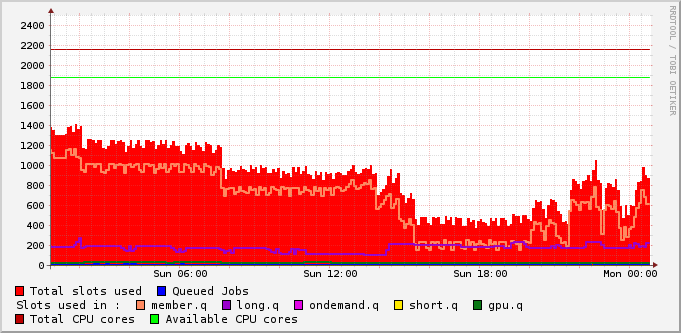 2400
2200
2000
1800
1600
1400
1200
1000
800
600
400
200
0
Sun 06:00 Sun 12:00 Sun 18:00 Mon 00:00
Total slots used Queued Jobs
Slots used in : member.q long.q ondemand.q short.q gpu.q
Total CPU cores Available CPU cores
RRDTOOL / TOBI OETIKER